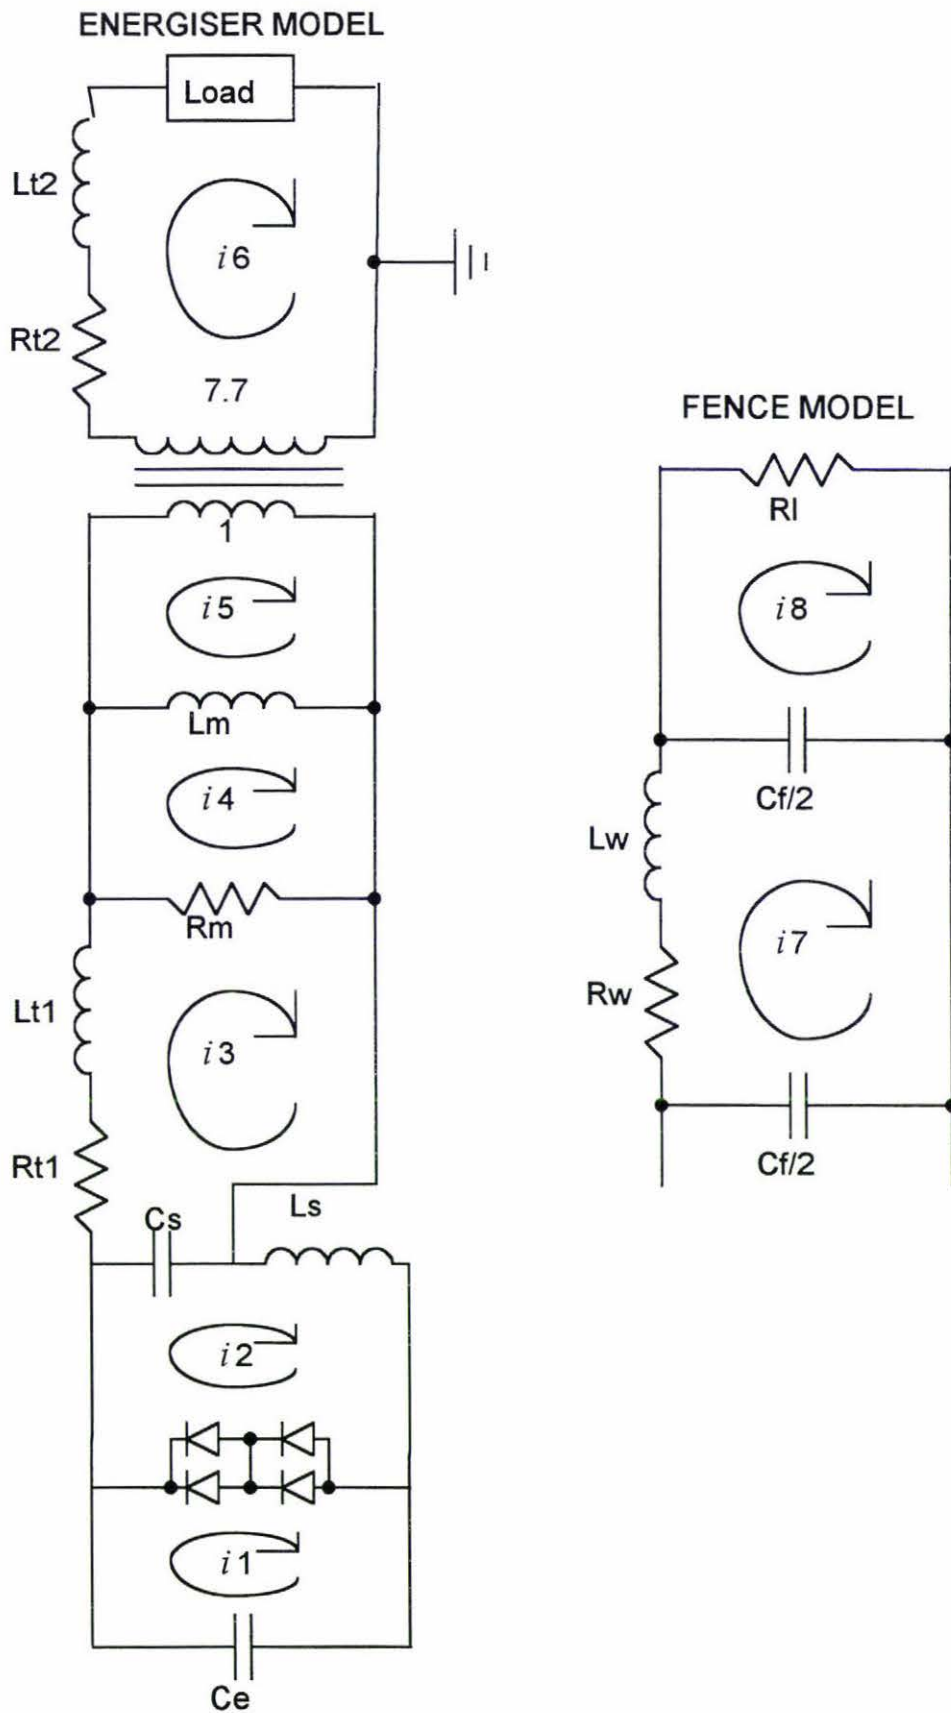 ENERGISER MODEL
Load
Lt2
i6
Rt2
7.7
1
i5
Lm
i4
Rm
Lt1
i3
Rt1
Ls
Cs
i2
i1
Ce
FENCE MODEL
Rl
i8
Cf/2
Lw
i7
Rw
Cf/2